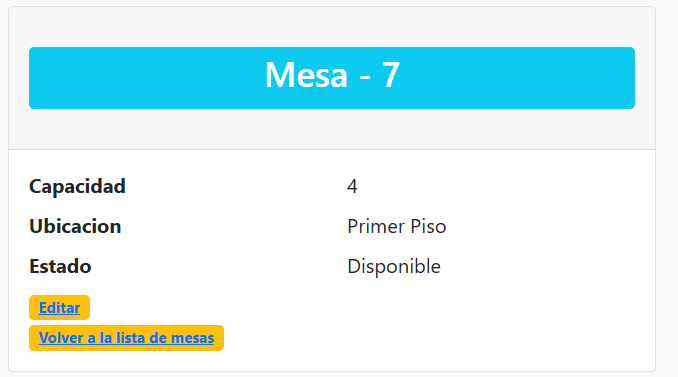 Mesa - 7
Capacidad 4
Ubicacion Primer Piso
Estado Disponible
Editar
Volver a la lista de mesas